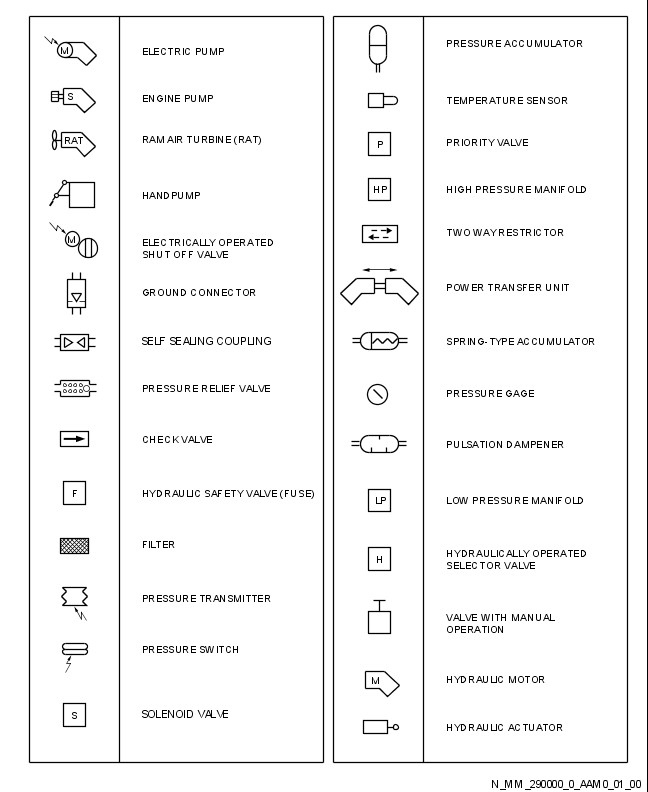 M ELECTRIC PUMP
S ENGINE PUMP
RAT RAM AIR TURBINE (RAT)
HANDPUMP
M ELECTRICALLY OPERATED
SHUT OFF VALVE
GROUND CONNECTOR
SELF SEALING COUPLING
PRESSURE RELIEF VALVE
CHECK VALVE
F HYDRAULIC SAFETY VALVE (FUSE)
FILTER
PRESSURE TRANSMITTER
PRESSURE SWITCH
S SOLENOID VALVE
PRESSURE ACCUMULATOR
TEMPERATURE SENSOR
P PRIORITY VALVE
HP HIGH PRESSURE MANIFOLD
TWO WAY RESTRICTOR
POWER TRANSFER UNIT
SPRING-TYPE ACCUMULATOR
PRESSURE GAGE
PULSATION DAMPENER
LP LOW PRESSURE MANIFOLD
H HYDRAULICALLY OPERATED
SELECTOR VALVE
VALVE WITH MANUAL
OPERATION
M HYDRAULIC MOTOR
HYDRAULIC ACTUATOR
N_MM_290000_0_AAM0_01_00